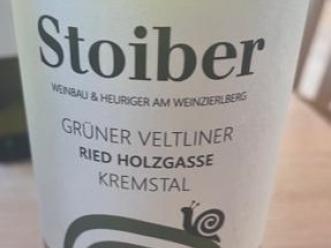 Stoiber
WEINBAU & HEURIGER AM WEINZIERLBERG
GRÜNER VELTLINER
RIED HOLZGASSE
KREMSTAL